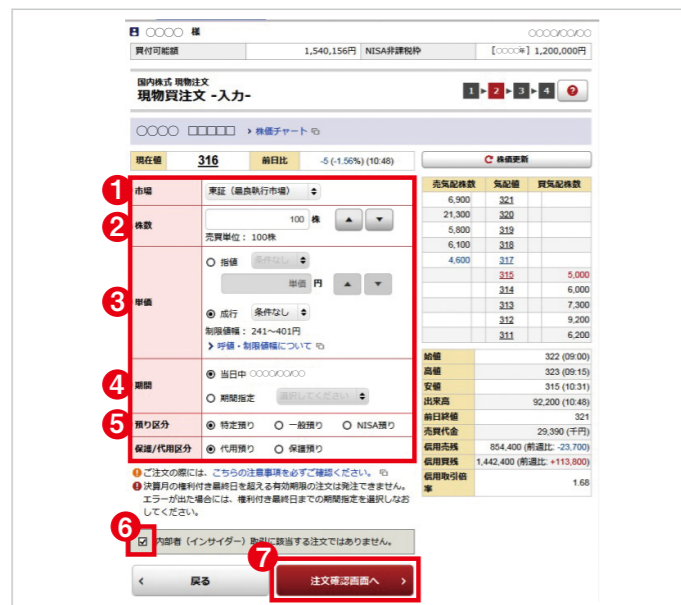 〇〇〇〇 様
〇〇〇〇/〇〇/〇〇
買付可能額 1,540,156円 NISA非課税枠 [〇〇〇〇年] 1,200,000円
国内株式 現物注文
現物買注文 -入力-
1 2 3 4 ?
〇〇〇〇 □□□□□ 株価チャート
現在値 316 前日比 -5 (-1.56%) (10:48)
株価更新
1 市場 東証（最良執行市場）
2 株数 100 株
売買単位： 100株
3 単価
指値 条件なし
単価 円
成行 条件なし
制限値幅： 241～401円
呼値・制限値幅について
4 期間
当日中 〇〇〇〇/〇〇/〇〇
期間指定 選択してください
5 預り区分 特定預り 一般預り NISA預り
保護/代用区分 代用預り 保護預り
売気配株数 気配値 買気配株数
6,900 321
21,300 320
5,800 319
6,100 318
4,600 317
315 5,000
314 6,000
313 7,300
312 9,200
311 6,200
始値 322 (09:00)
高値 323 (09:15)
安値 315 (10:31)
出来高 92,200 (10:48)
前日終値 321
売買代金 29,390 (千円)
信用売残 854,400 (前週比: -23,700)
信用買残 1,442,400 (前週比: +113,800)
信用取引倍率 1.68
ご注文の際には、こちらの注意事項を必ずご確認ください。
決算月の権利付き最終日を超える有効期限の注文は発注できません。
エラーが出た場合には、権利付き最終日までの期間指定を選択しなお
してください。
6 内部者（インサイダー）取引に該当する注文ではありません。
7
戻る
注文確認画面へ